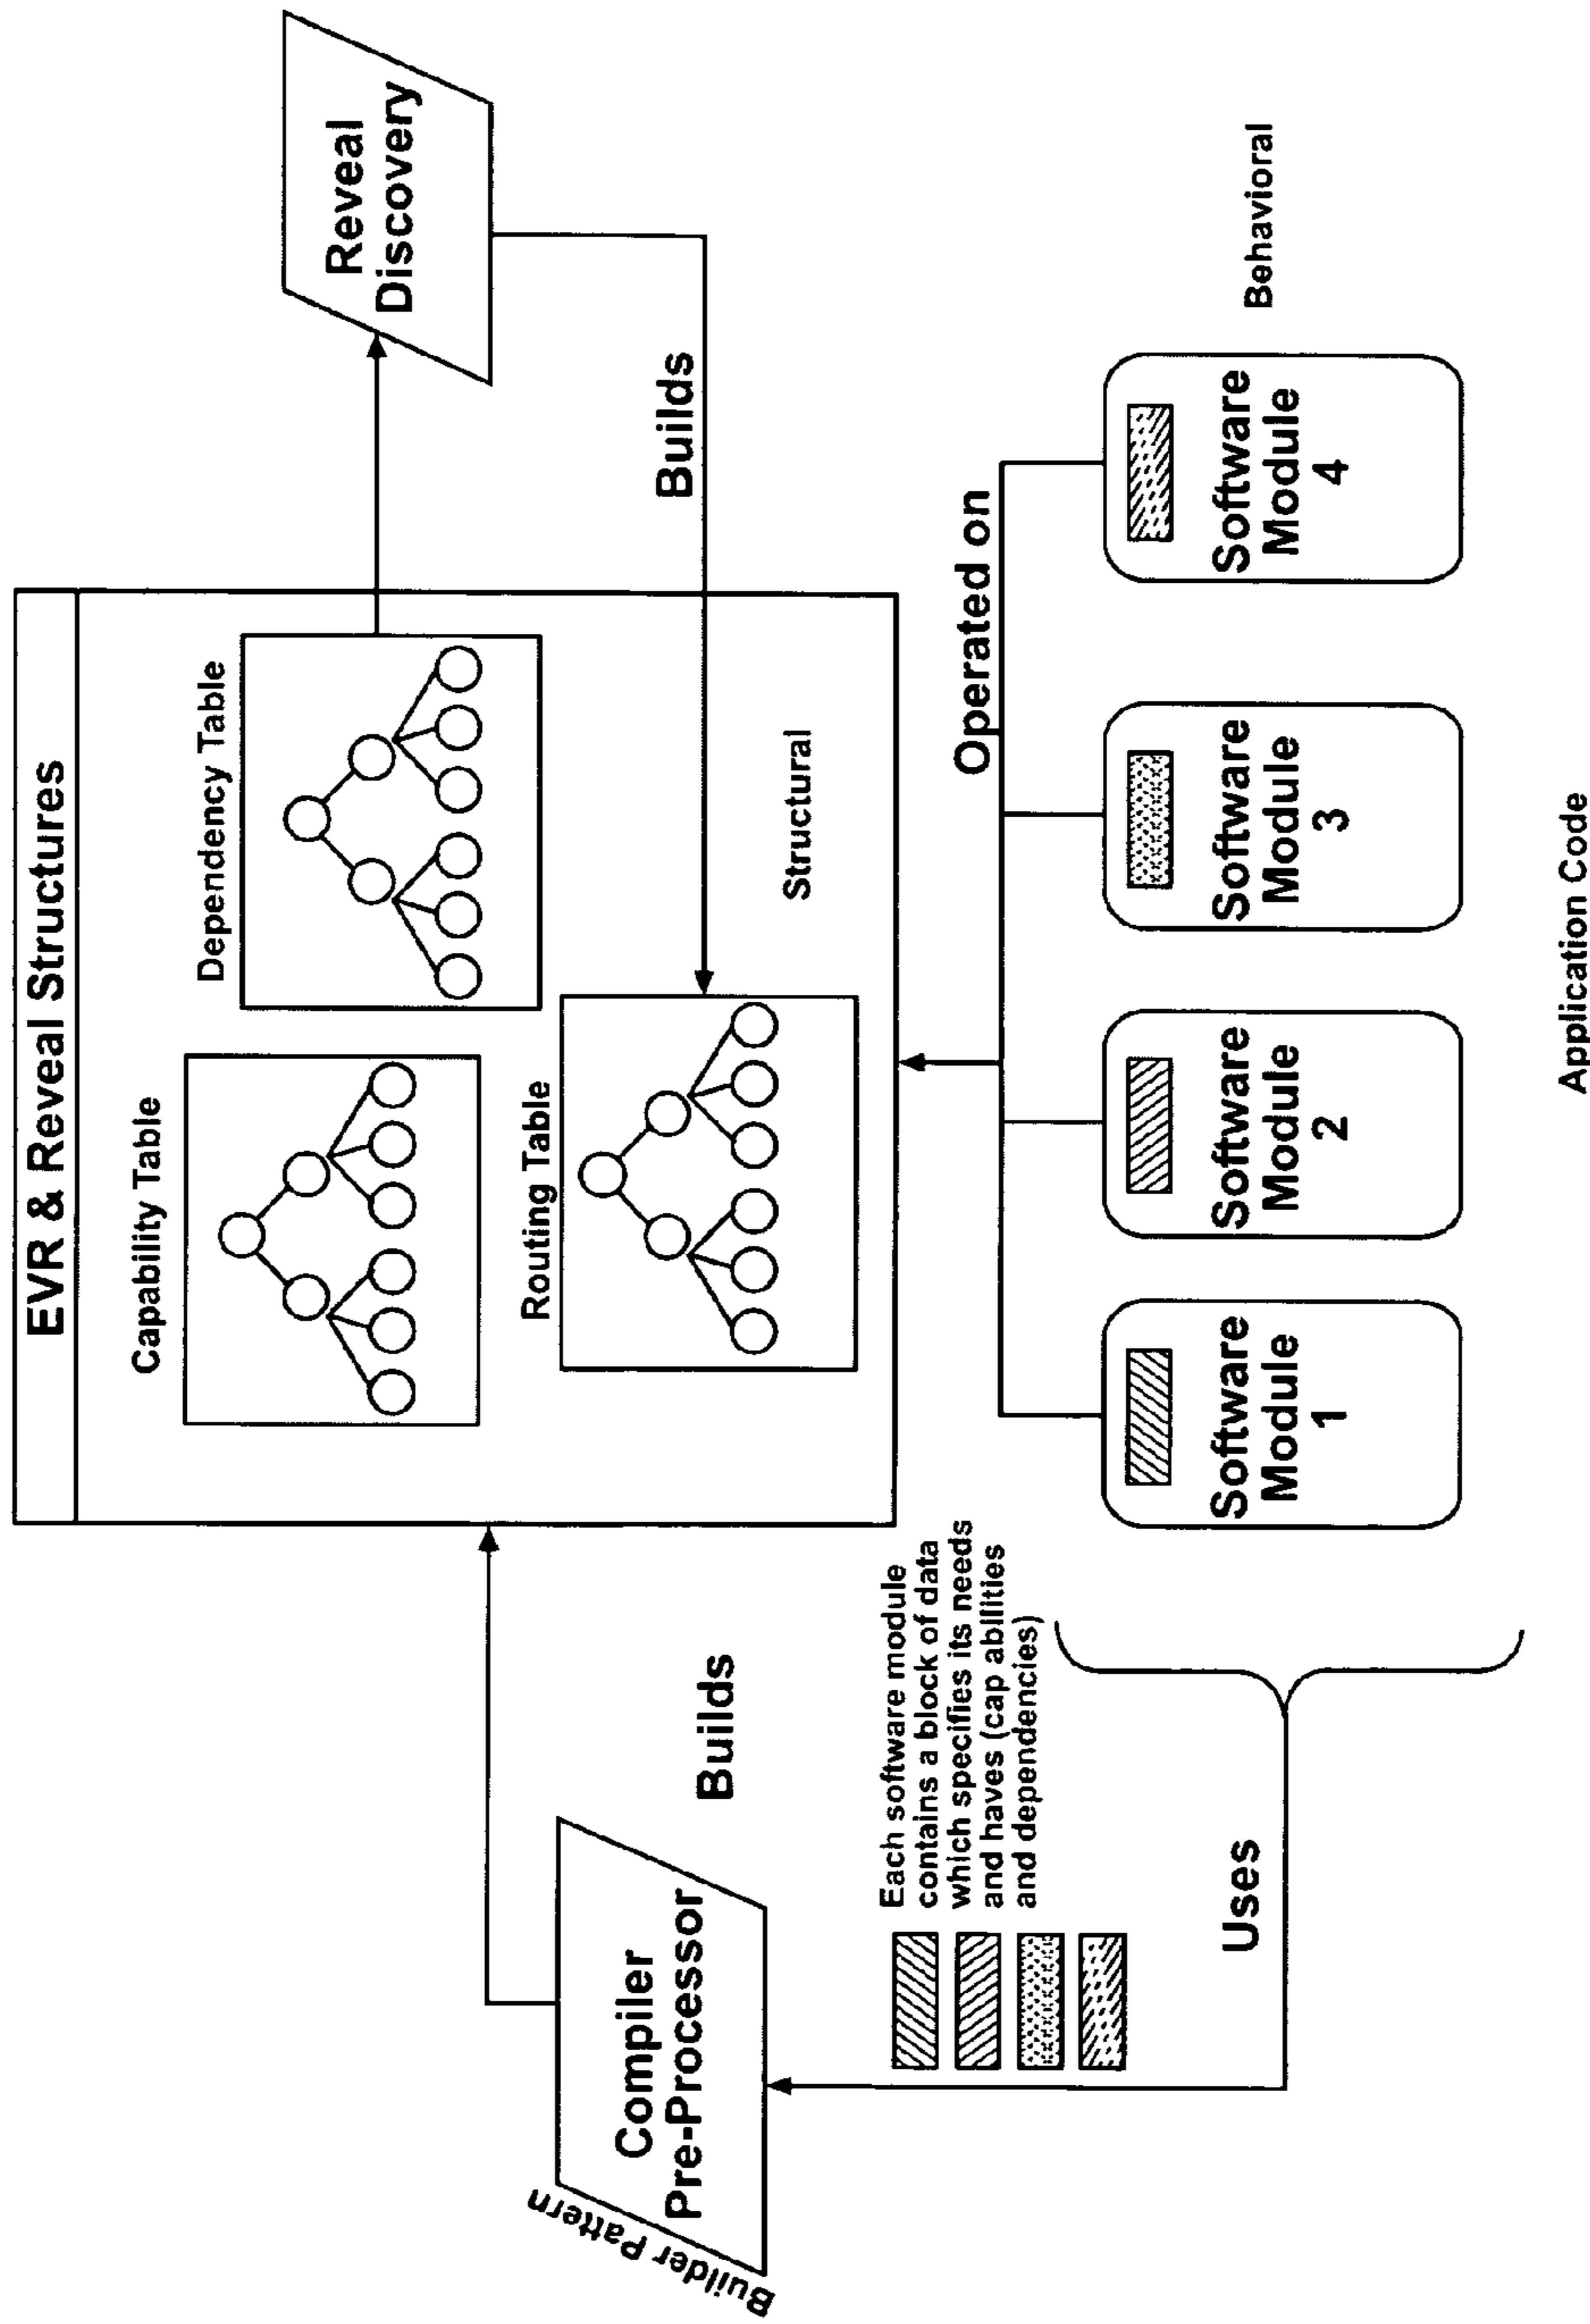 EVR & Reveal Structures
Capability Table
Dependency Table
Routing Table
Structural
Reveal
Discovery
Builds
Compiler
Pre-Processor
Builder Pattern
Builds
Each software module
contains a block of data
which specifies its needs
and haves (cap abilities
and dependencies)
Uses
Operated on
Software
Module
1
Software
Module
2
Software
Module
3
Software
Module
4
Behavioral
Application Code